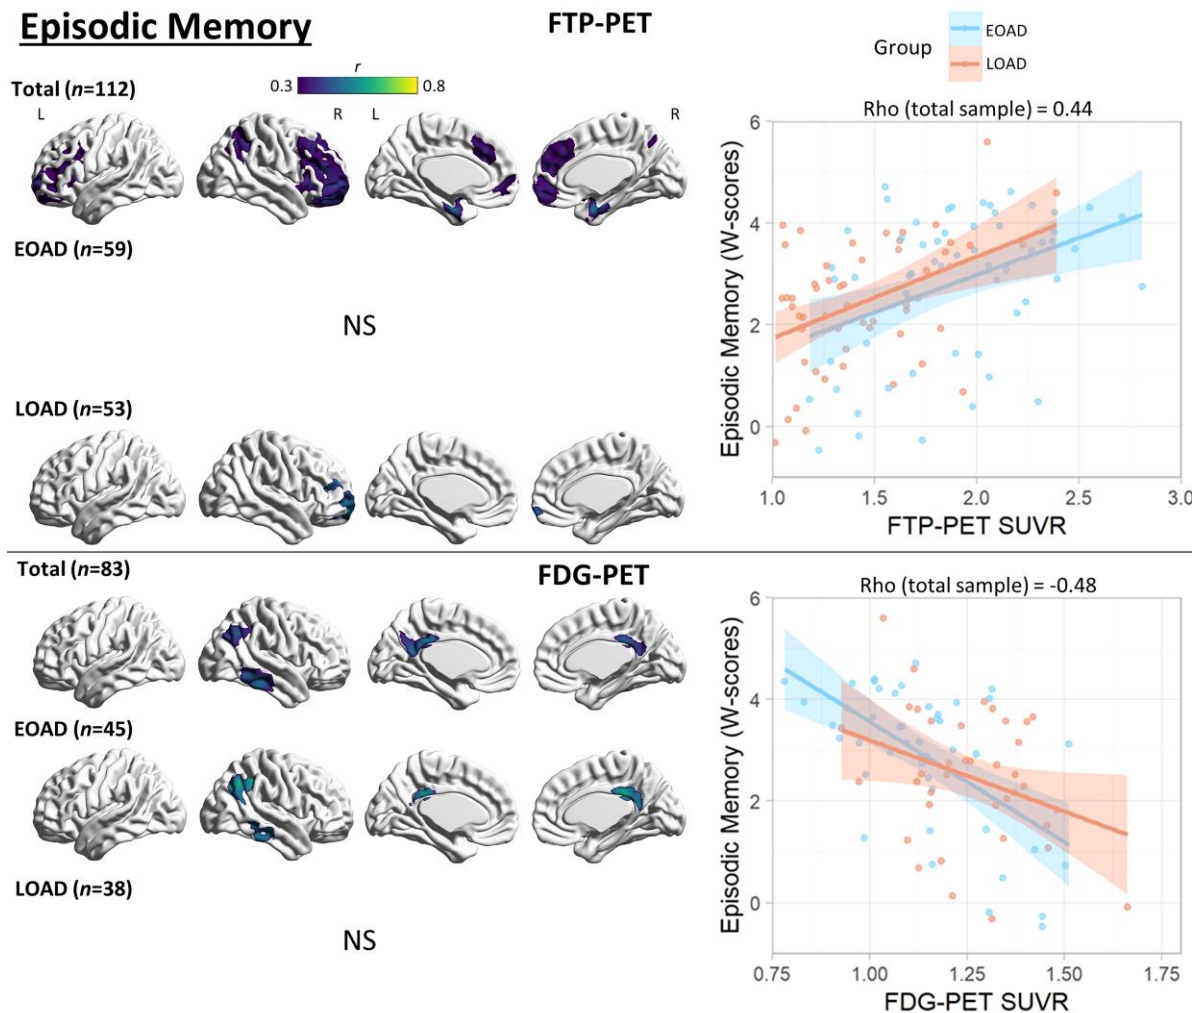 Episodic Memory
FTP-PET
Group
EOAD
LOAD
Total (n=112)
r
0.3
0.8
L
R
L
R
EOAD (n=59)
NS
LOAD (n=53)
Rho (total sample) = 0.44
Episodic Memory (W-scores)
6
4
2
0
1.0
1.5
2.0
2.5
3.0
FTP-PET SUVR
Total (n=83)
FDG-PET
EOAD (n=45)
LOAD (n=38)
NS
Rho (total sample) = -0.48
Episodic Memory (W-scores)
6
4
2
0
0.75
1.00
1.25
1.50
1.75
FDG-PET SUVR